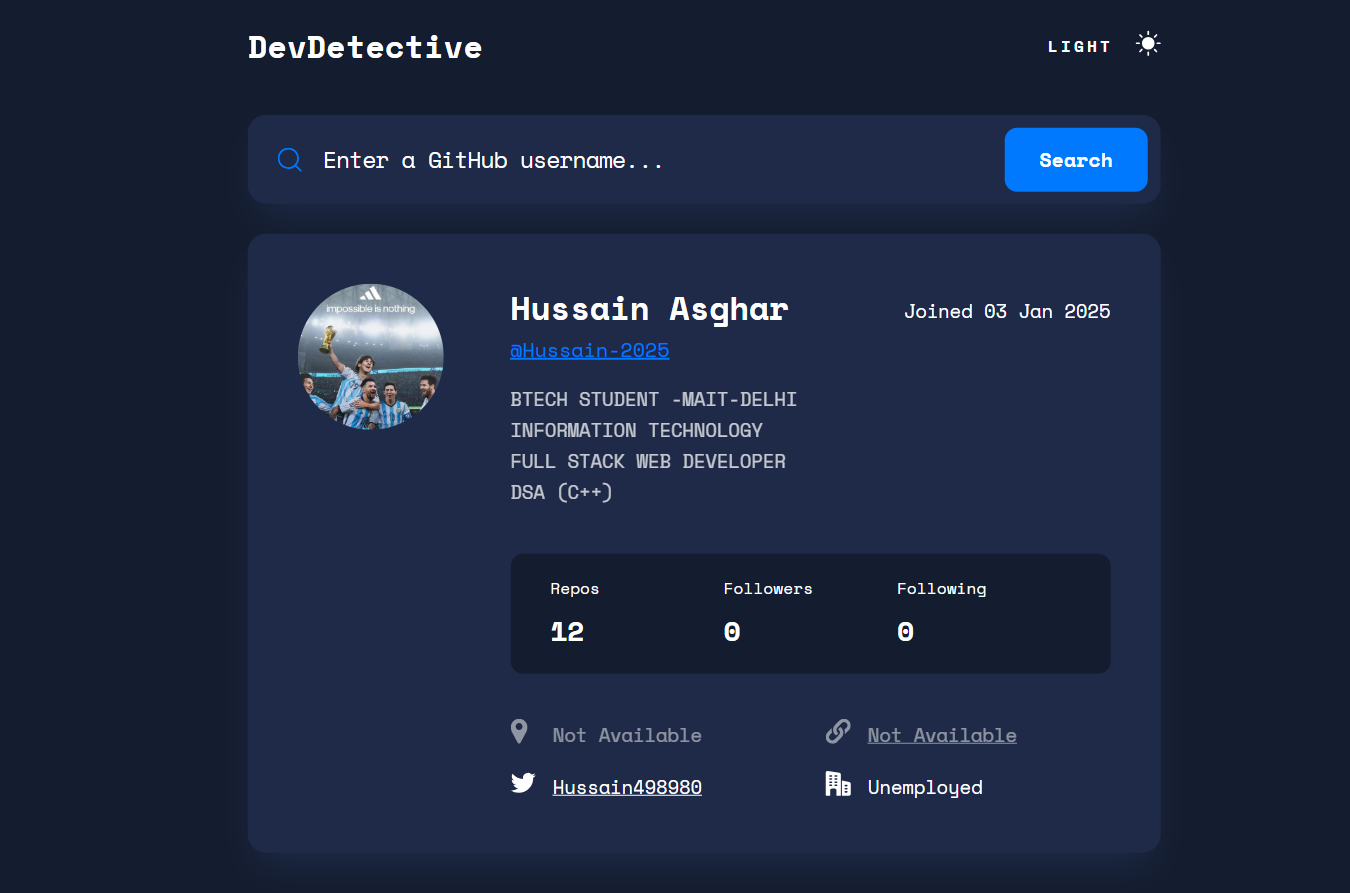 DevDetective
LIGHT
Enter a GitHub username...
Search
impossible is nothing
Hussain Asghar
Joined 03 Jan 2025
@Hussain-2025
BTECH STUDENT -MAIT-DELHI
INFORMATION TECHNOLOGY
FULL STACK WEB DEVELOPER
DSA (C++)
Repos Followers Following
12 0 0
Not Available Not Available
Hussain498980 Unemployed